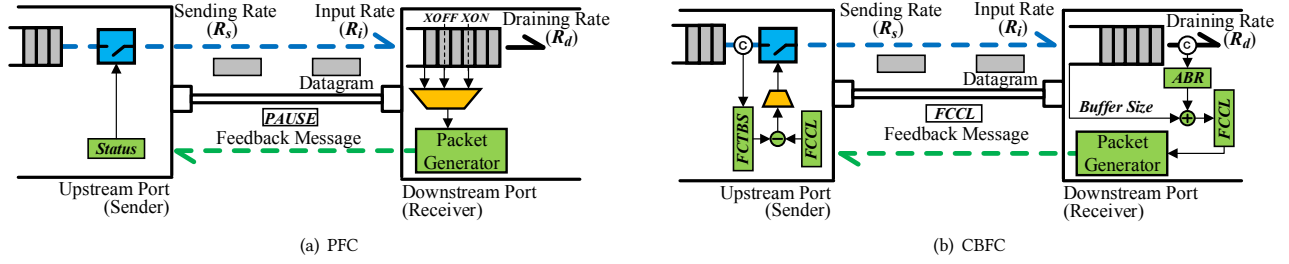 Sending Rate
(Rs)
Input Rate
(Ri)
XOFF XON
Draining Rate
(Rd)
Datagram
PAUSE
Feedback Message
Status
Packet
Generator
Upstream Port
(Sender)
Downstream Port
(Receiver)
(a) PFC
Sending Rate
(Rs)
Input Rate
(Ri)
Draining Rate
(Rd)
C
C
Datagram
ABR
Buffer Size
FCCL
FCCL
Feedback Message
FCTBS
FCCL
Packet
Generator
Upstream Port
(Sender)
Downstream Port
(Receiver)
(b) CBFC